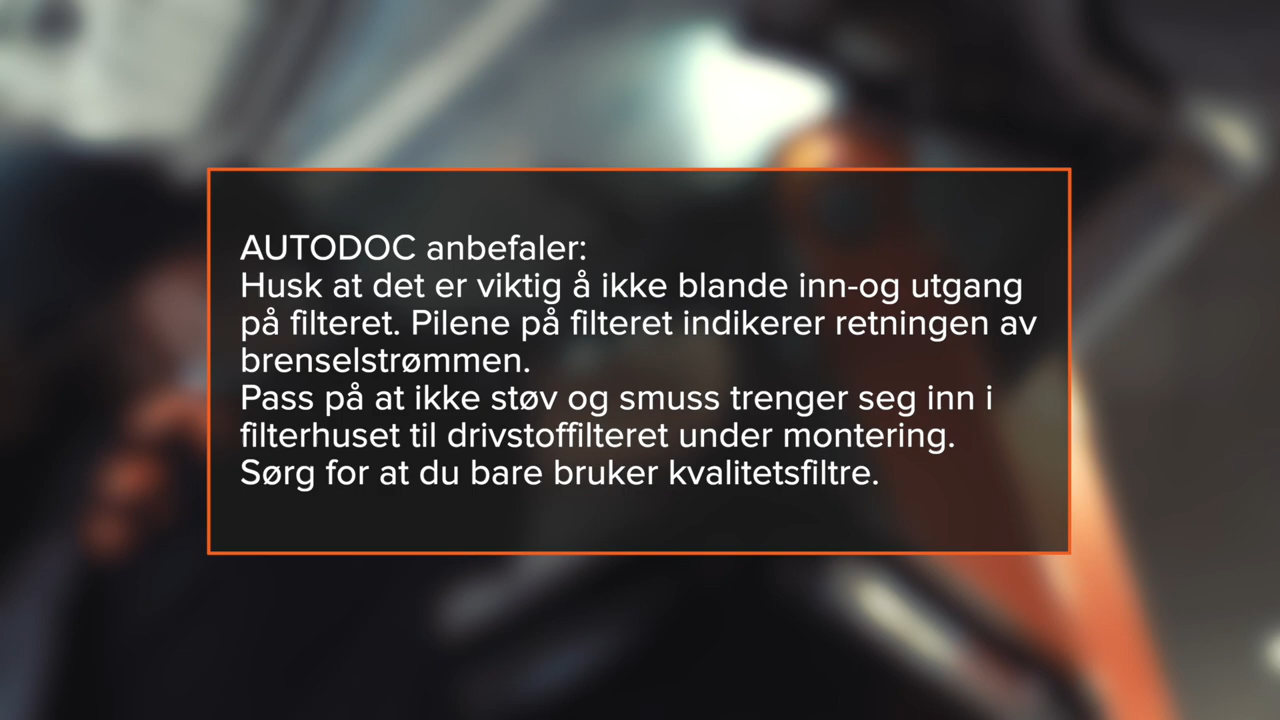 AUTODOC anbefaler:
Husk at det er viktig å ikke blande inn-og utgang
på filteret. Pilene på filteret indikerer retningen av
brenselstrømmen.
Pass på at ikke støv og smuss trenger seg inn i
filterhuset til drivstoffilteret under montering.
Sørg for at du bare bruker kvalitetsfiltre.